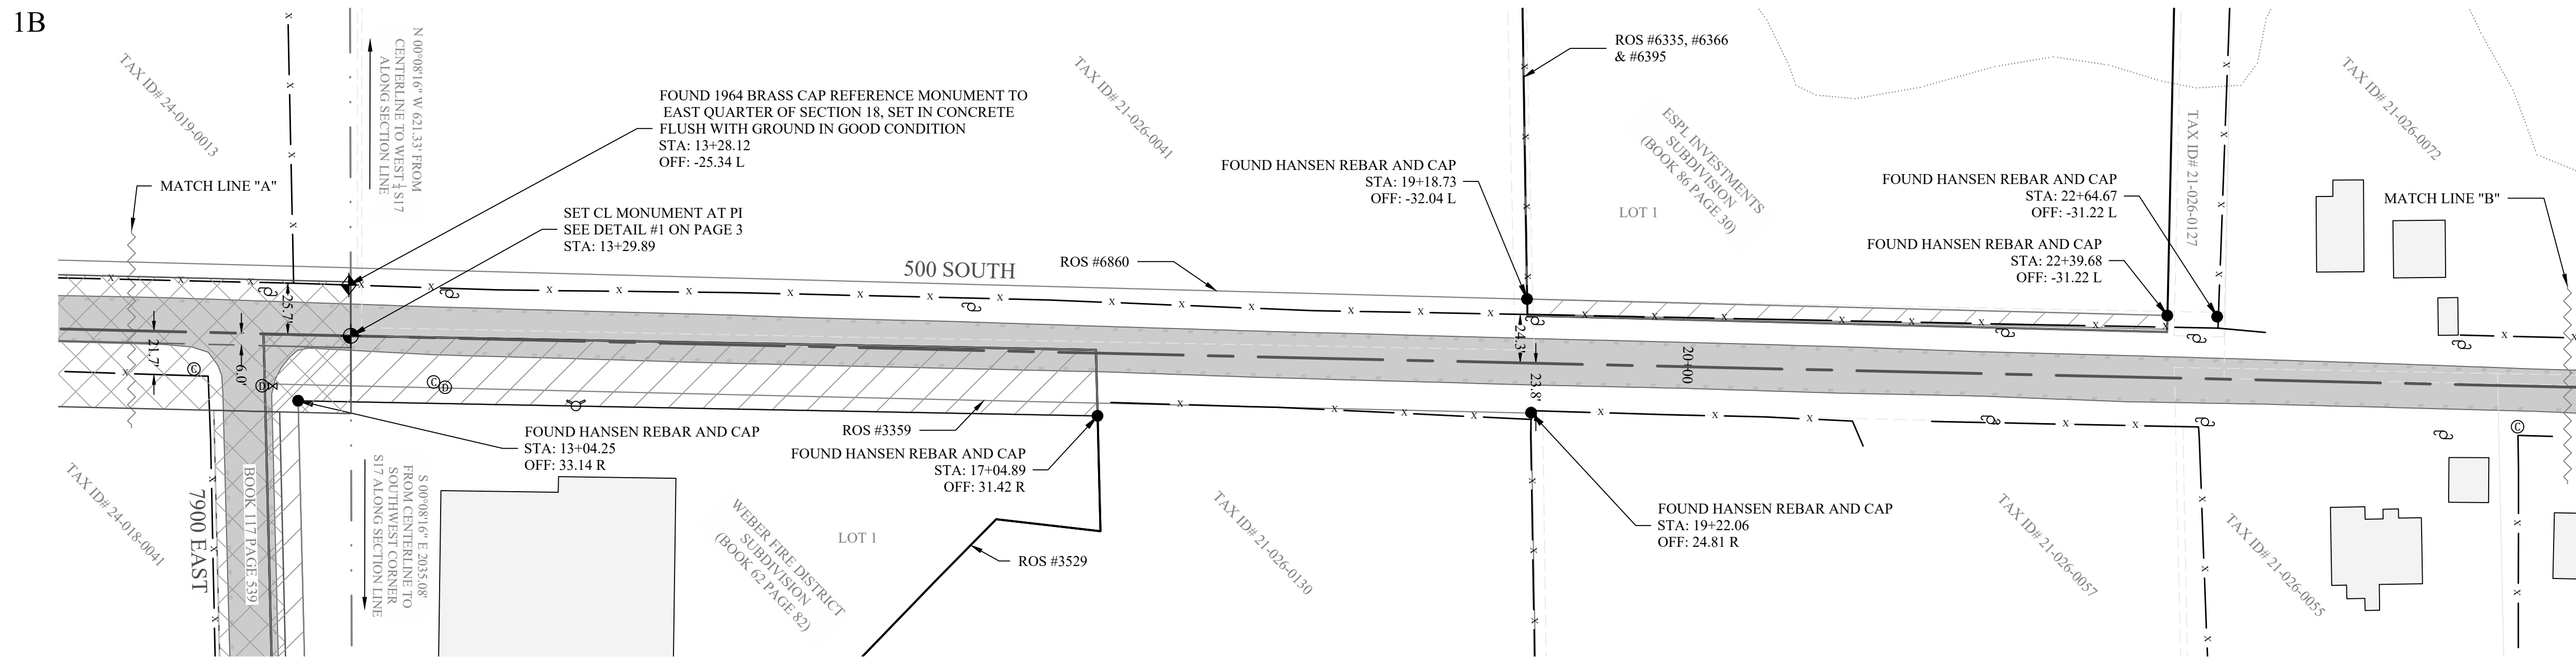 1B
TAX ID# 24-019-0013
N 00°08'16" W 621.33' FROM
CENTERLINE TO WEST 1/4 S17
ALONG SECTION LINE
MATCH LINE "A"
FOUND 1964 BRASS CAP REFERENCE MONUMENT TO
EAST QUARTER OF SECTION 18, SET IN CONCRETE
FLUSH WITH GROUND IN GOOD CONDITION
STA: 13+28.12
OFF: -25.34 L
SET CL MONUMENT AT PI
SEE DETAIL #1 ON PAGE 3
STA: 13+29.89
TAX ID# 21-026-0041
500 SOUTH
ROS #6860
FOUND HANSEN REBAR AND CAP
STA: 19+18.73
OFF: -32.04 L
ROS #6335, #6366
& #6395
ESPL INVESTMENTS
SUBDIVISION
(BOOK 86 PAGE 30)
LOT 1
FOUND HANSEN REBAR AND CAP
STA: 22+64.67
OFF: -31.22 L
FOUND HANSEN REBAR AND CAP
STA: 22+39.68
OFF: -31.22 L
TAX ID# 21-026-0127
TAX ID# 21-026-0072
MATCH LINE "B"
25.7'
21.7'
6.0'
24.3'
23.8'
20+00
C
D
C
D
C
FOUND HANSEN REBAR AND CAP
STA: 13+04.25
OFF: 33.14 R
ROS #3359
FOUND HANSEN REBAR AND CAP
STA: 17+04.89
OFF: 31.42 R
TAX ID# 24-018-0041
7900 EAST
BOOK 117 PAGE 539
S 00°08'16" E 2035.08'
FROM CENTERLINE TO
SOUTHWEST CORNER
S17 ALONG SECTION LINE
WEBER FIRE DISTRICT
SUBDIVISION
(BOOK 62 PAGE 82)
LOT 1
ROS #3529
TAX ID# 21-026-0130
FOUND HANSEN REBAR AND CAP
STA: 19+22.06
OFF: 24.81 R
TAX ID# 21-026-0057
TAX ID# 21-026-0055